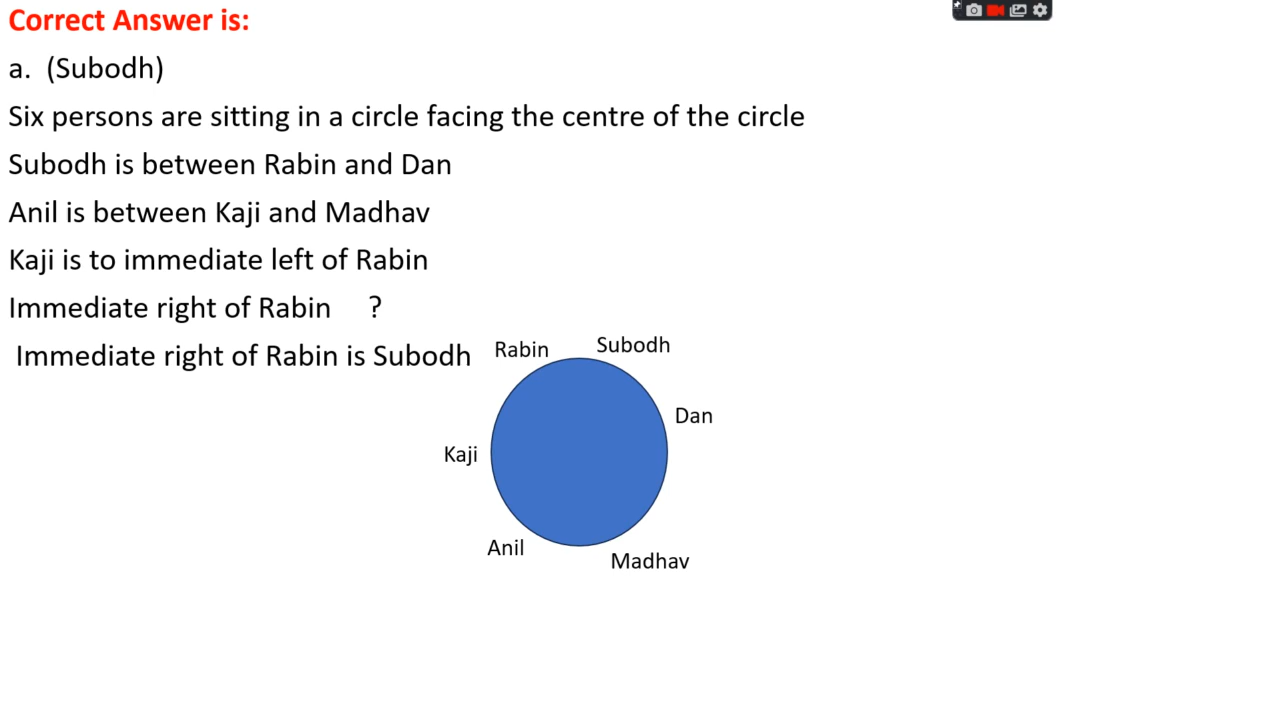 Correct Answer is:
a. (Subodh)
Six persons are sitting in a circle facing the centre of the circle
Subodh is between Rabin and Dan
Anil is between Kaji and Madhav
Kaji is to immediate left of Rabin
Immediate right of Rabin ?
Immediate right of Rabin is Subodh
Rabin
Subodh
Dan
Kaji
Anil
Madhav